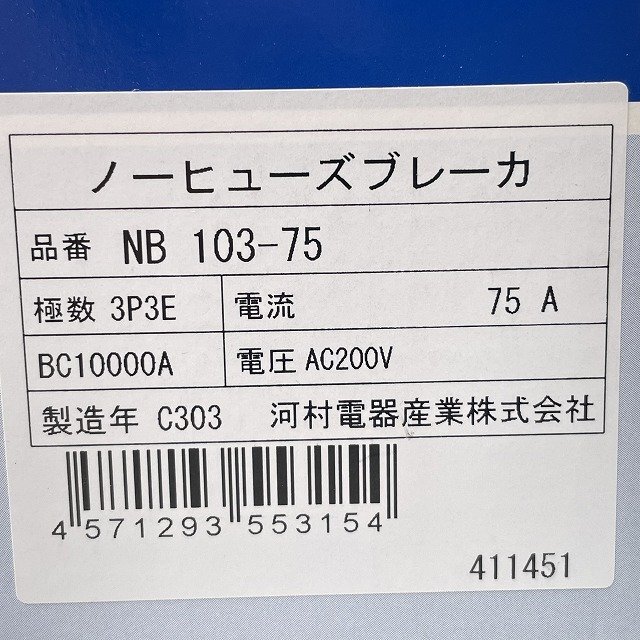 ノーヒューズブレーカ
品番 NB 103-75
極数 3P3E 電流 75 A
BC10000A 電圧 AC200V
製造年 C303 河村電器産業株式会社
4 571293 553154
411451